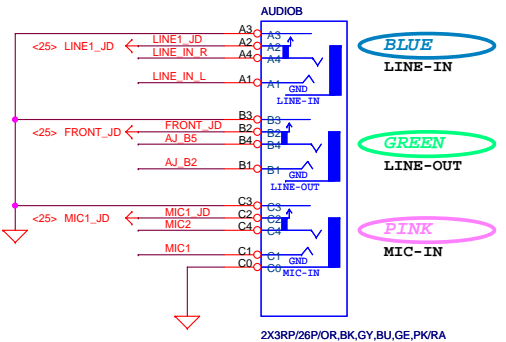 AUDIOB
A3 A3
<25> LINE1_JD LINE1_JD A2 A2
LINE_IN_R A4 A4
LINE_IN_L A1 A1
GND
LINE-IN
BLUE
LINE-IN
B3 B3
<25> FRONT_JD FRONT_JD B2 B2
AJ_B5 B4 B4
AJ_B2 B1 B1
GND
LINE-OUT
GREEN
LINE-OUT
C3 C3
<25> MIC1_JD MIC1_JD C2 C2
MIC2 C4 C4
MIC1 C1 C1
C0 C0 GND
MIC-IN
PINK
MIC-IN
2X3RP/26P/OR,BK,GY,BU,GE,PK/RA